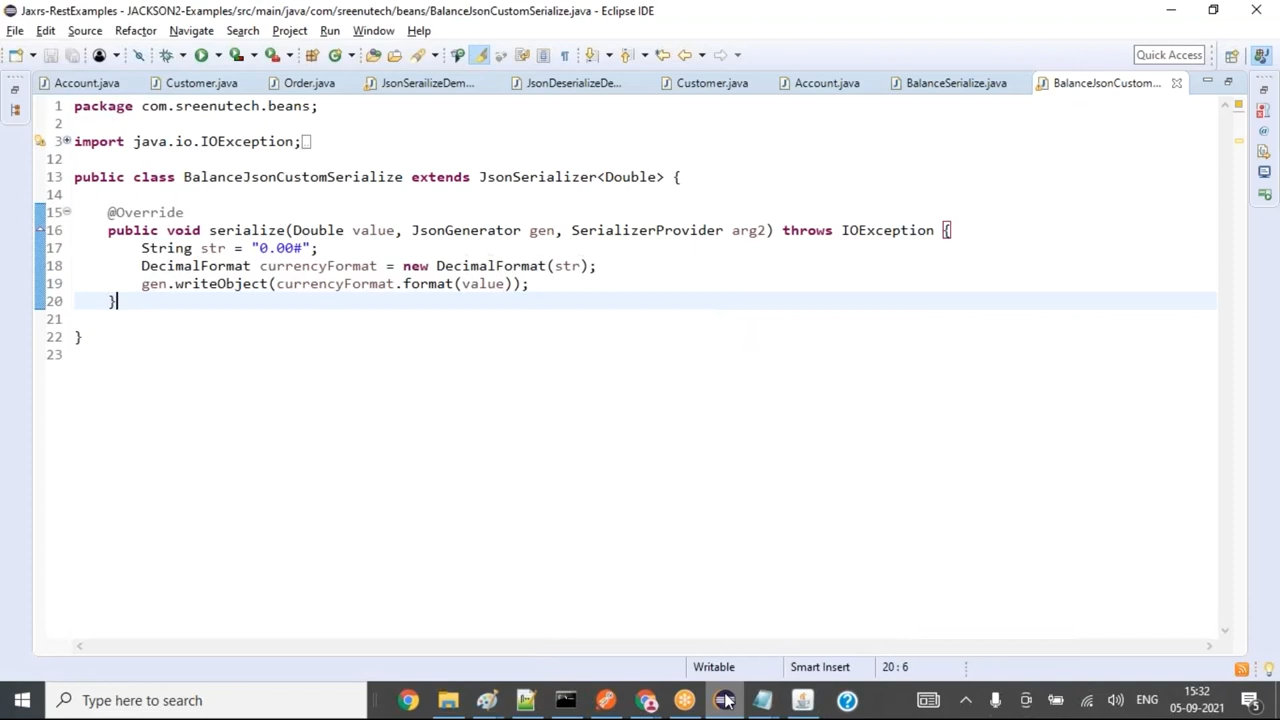 Jaxrs-RestExamples - JACKSON2-Examples/src/main/java/com/sreenutech/beans/BalanceJsonCustomSerialize.java - Eclipse IDE
File Edit Source Refactor Navigate Search Project Run Window Help
Quick Access
Account.java Customer.java Order.java JsonSerailizeDem... JsonDeserializeDe... Customer.java Account.java BalanceSerialize.java BalanceJsonCustom...
1 package com.sreenutech.beans;
2
3 import java.io.IOException;
12
13 public class BalanceJsonCustomSerialize extends JsonSerializer<Double> {
14
15 @Override
16 public void serialize(Double value, JsonGenerator gen, SerializerProvider arg2) throws IOException {
17 String str = "0.00#";
18 DecimalFormat currencyFormat = new DecimalFormat(str);
19 gen.writeObject(currencyFormat.format(value));
20 }
21
22 }
23
Writable Smart Insert 20 : 6
Type here to search
ENG
15:32
05-09-2021
5